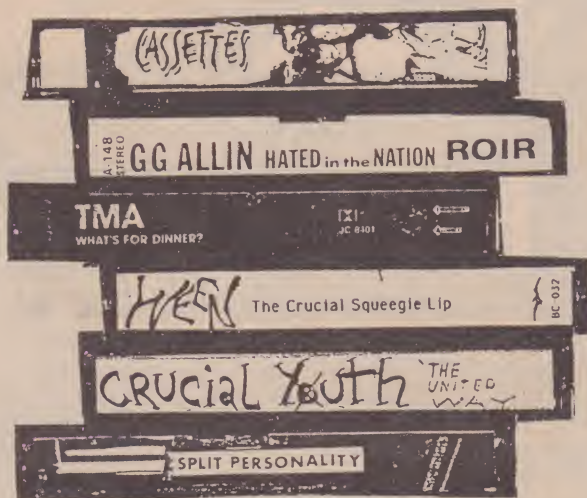 CASSETTES
A-148
STEREO
GG ALLIN HATED in the NATION ROIR
TMA
WHAT'S FOR DINNER?
JC 8401
WEEN The Crucial Squeegie Lip
BC-032
CRUCIAL YOUTH THE
UNITED
WAY
SPLIT PERSONALITY